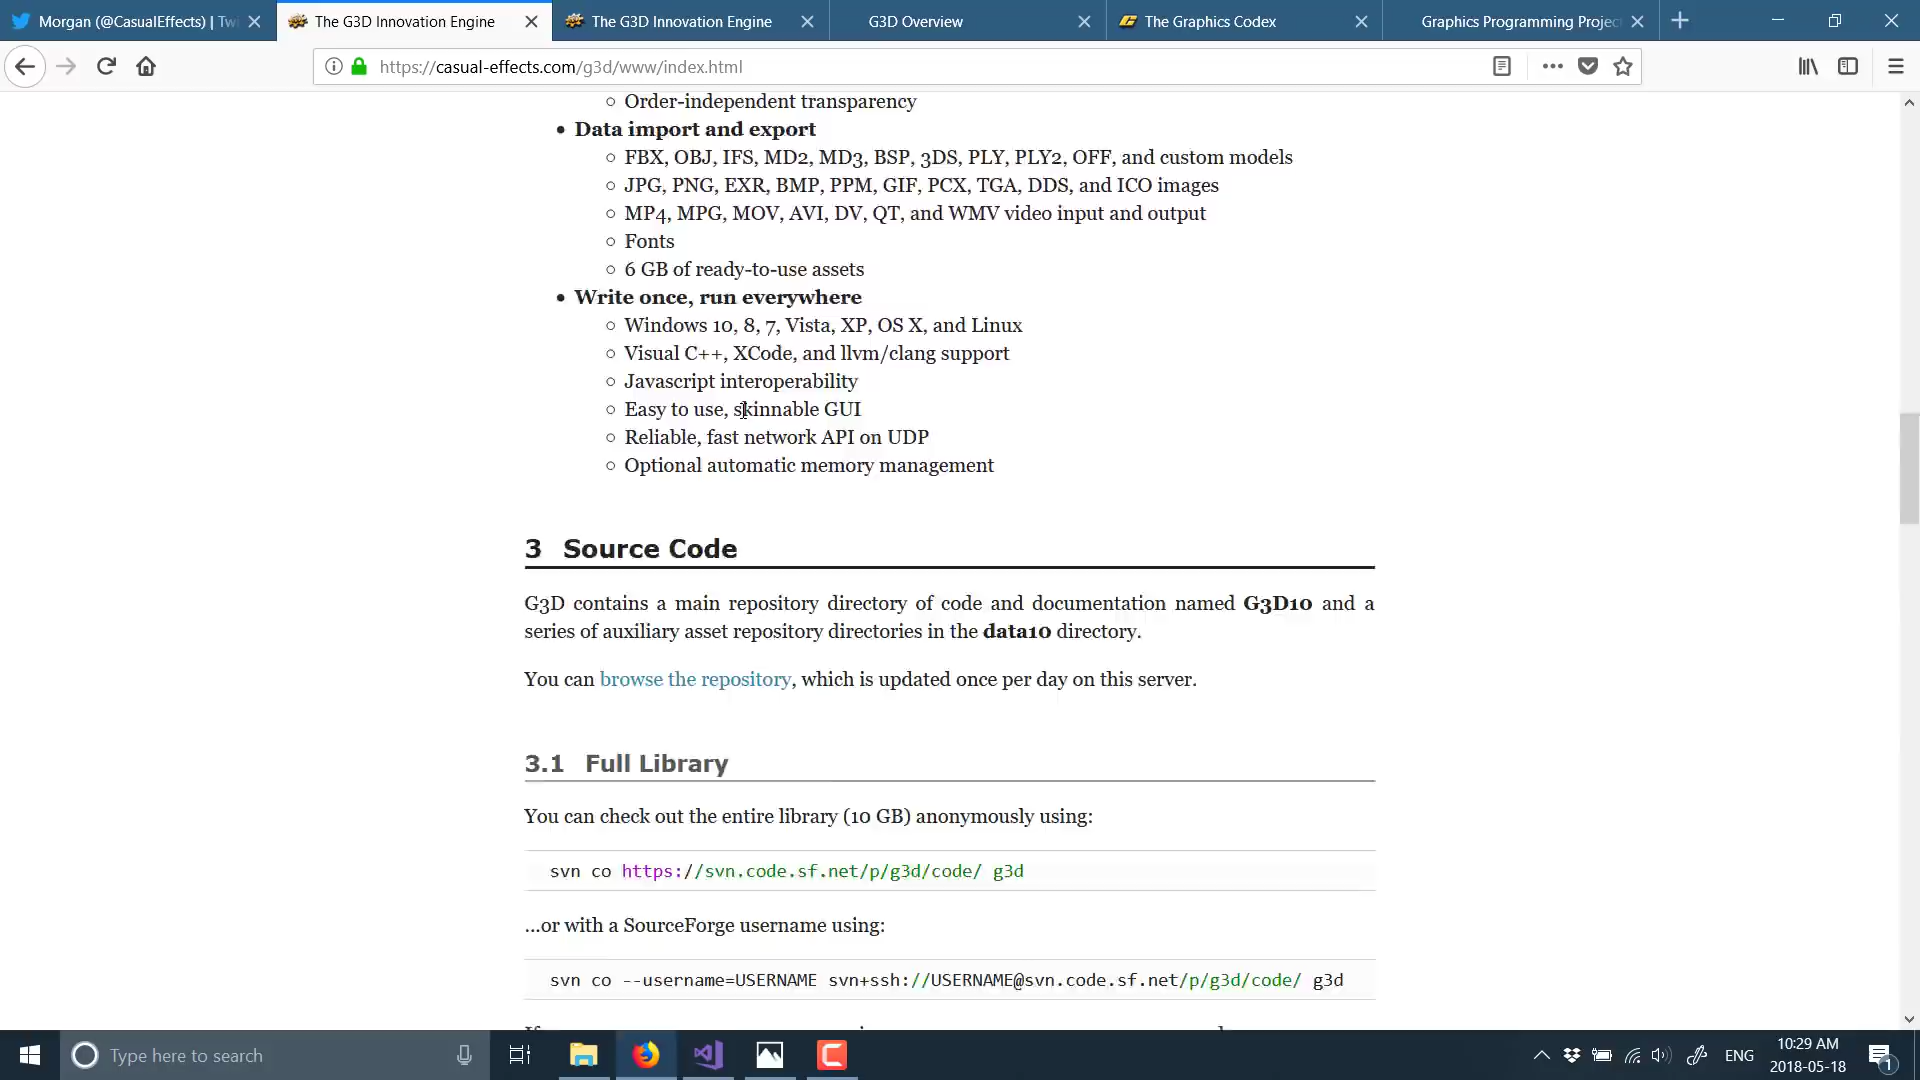 Morgan (@CasualEffects) | Tw
The G3D Innovation Engine
The G3D Innovation Engine
G3D Overview
The Graphics Codex
Graphics Programming Projec
https://casual-effects.com/g3d/www/index.html
Order-independent transparency
Data import and export
FBX, OBJ, IFS, MD2, MD3, BSP, 3DS, PLY, PLY2, OFF, and custom models
JPG, PNG, EXR, BMP, PPM, GIF, PCX, TGA, DDS, and ICO images
MP4, MPG, MOV, AVI, DV, QT, and WMV video input and output
Fonts
6 GB of ready-to-use assets
Write once, run everywhere
Windows 10, 8, 7, Vista, XP, OS X, and Linux
Visual C++, XCode, and llvm/clang support
Javascript interoperability
Easy to use, skinnable GUI
Reliable, fast network API on UDP
Optional automatic memory management
3 Source Code
G3D contains a main repository directory of code and documentation named G3D10 and a
series of auxiliary asset repository directories in the data10 directory.
You can browse the repository, which is updated once per day on this server.
3.1 Full Library
You can check out the entire library (10 GB) anonymously using:
svn co https://svn.code.sf.net/p/g3d/code/ g3d
...or with a SourceForge username using:
svn co --username=USERNAME svn+ssh://USERNAME@svn.code.sf.net/p/g3d/code/ g3d
Type here to search
ENG
10:29 AM
2018-05-18
1